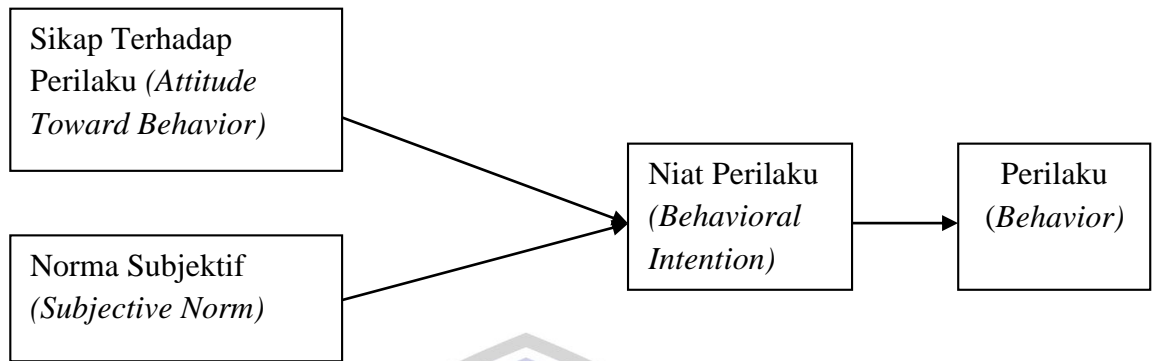 Sikap Terhadap
Perilaku (Attitude
Toward Behavior)
Norma Subjektif
(Subjective Norm)
Niat Perilaku
(Behavioral
Intention)
Perilaku
(Behavior)